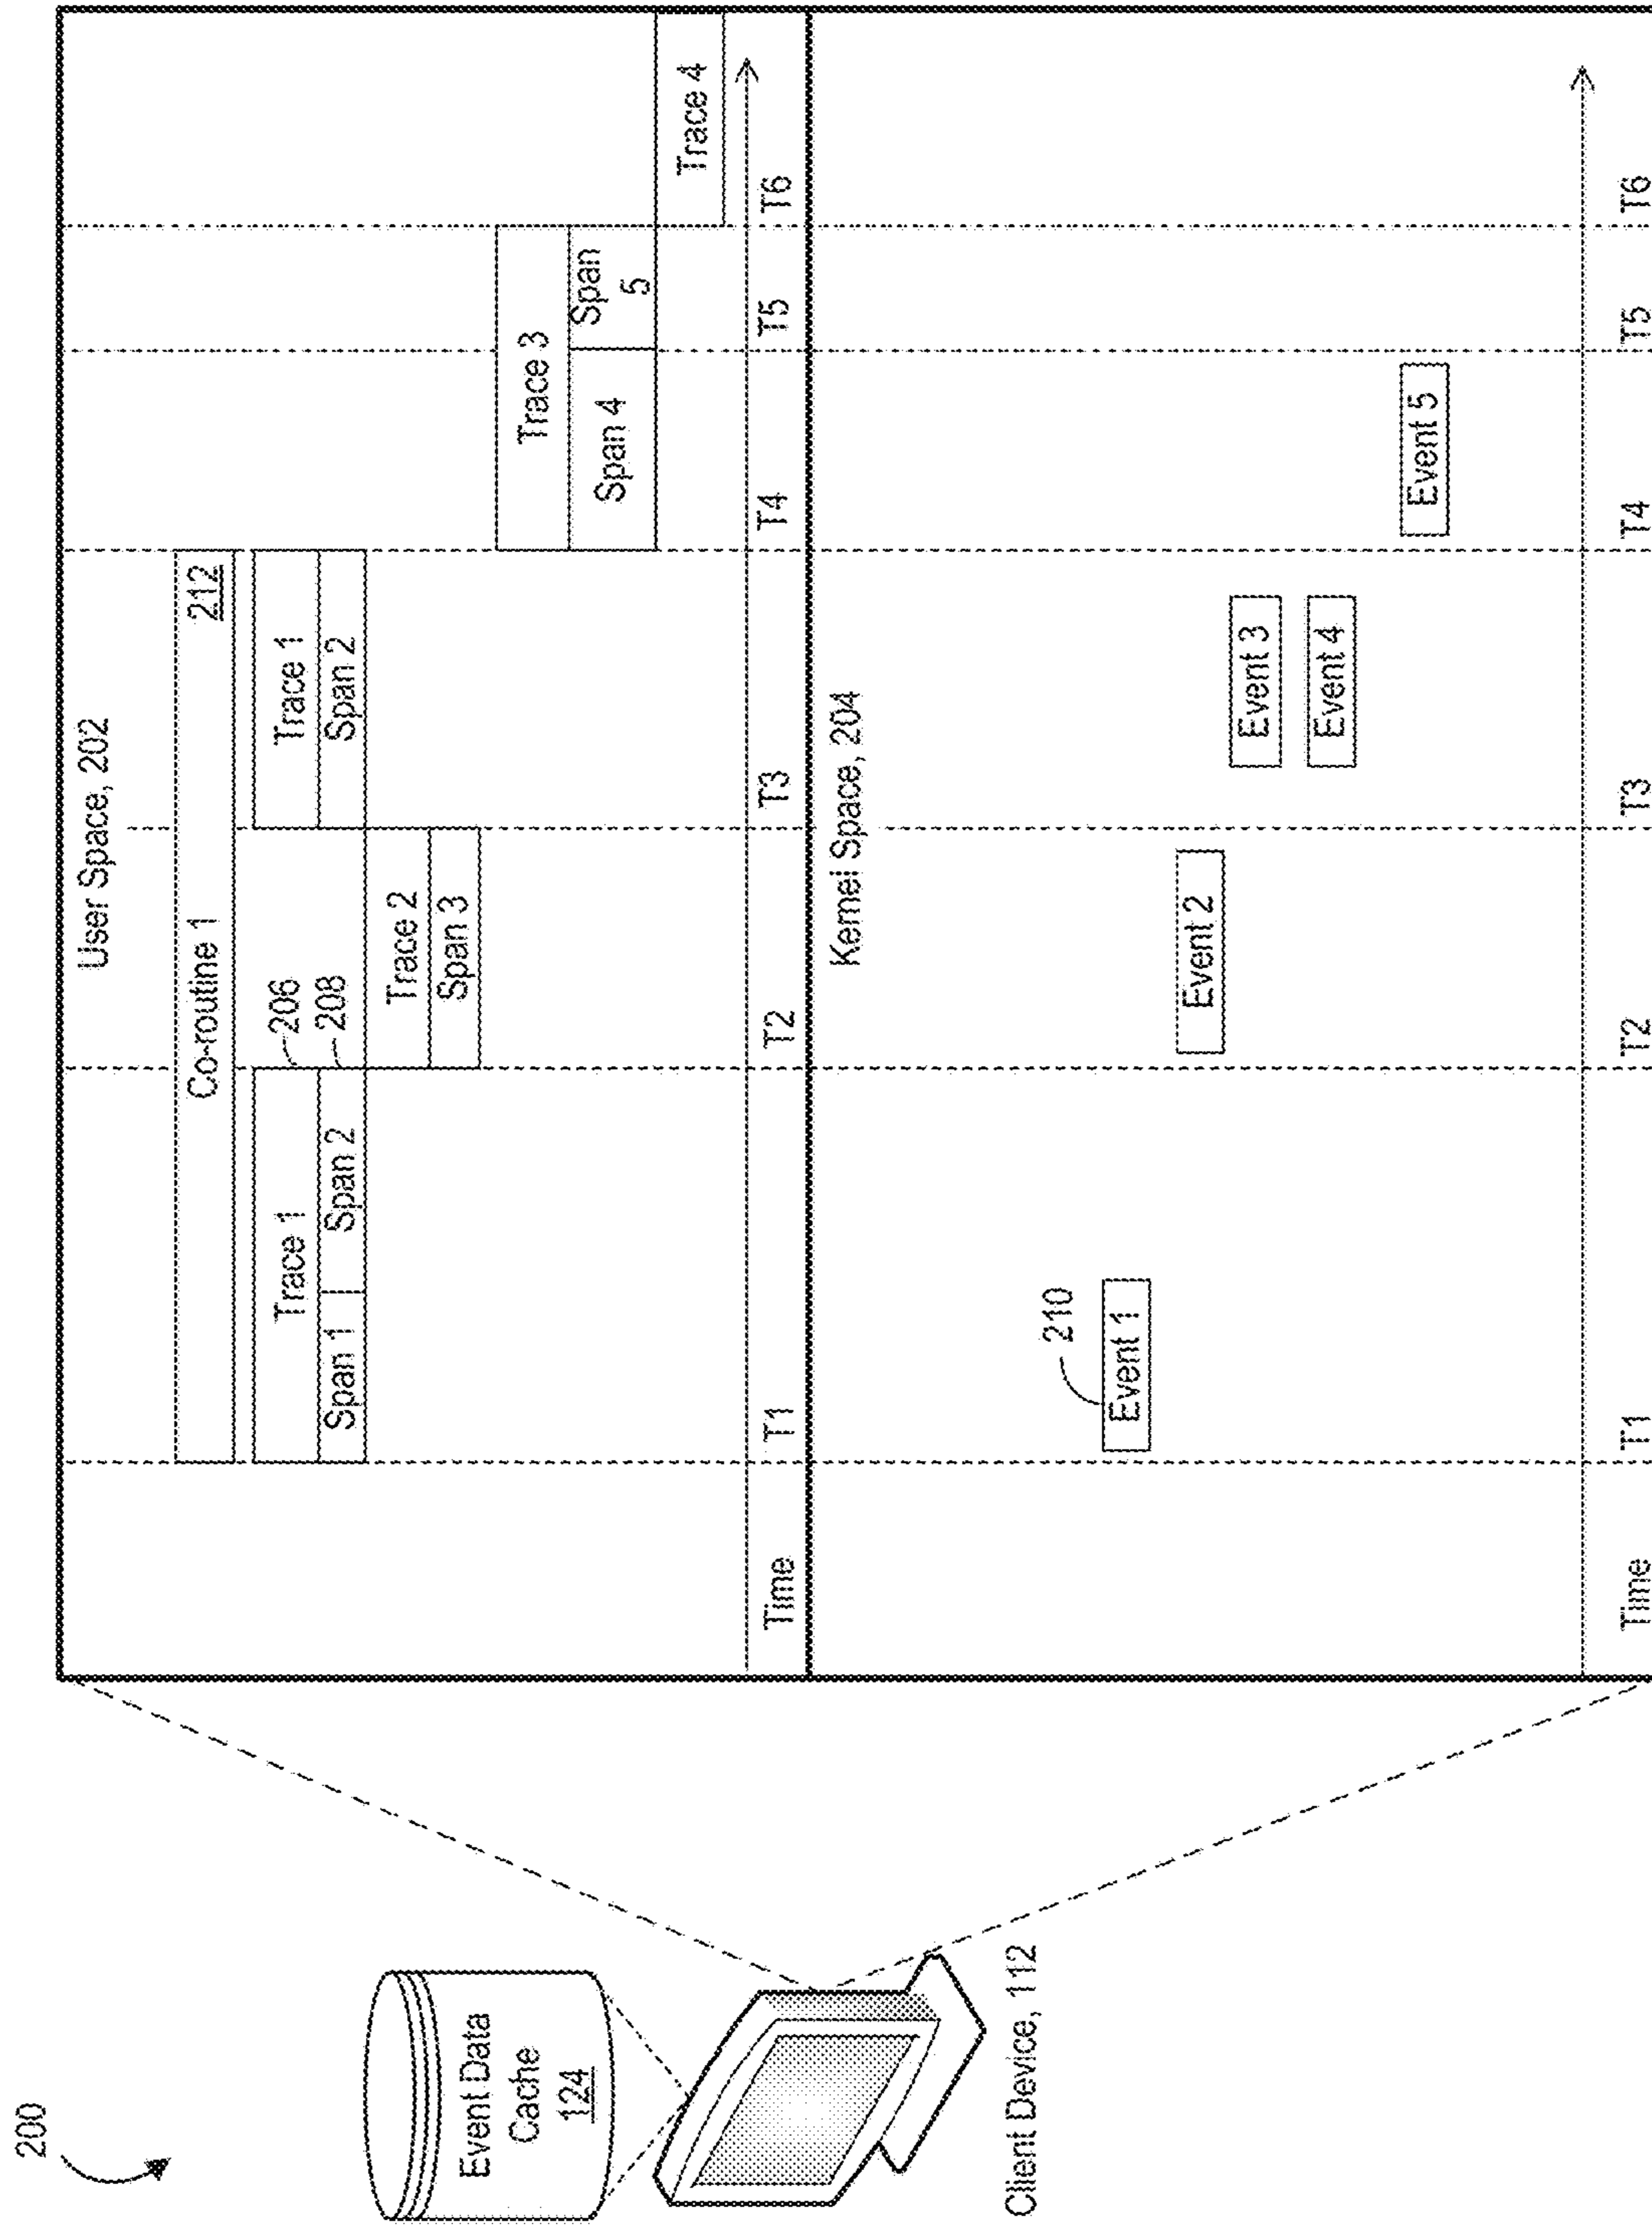 200
Event Data
Cache
124
Client Device, 112
User Space, 202
Co-routine 1
212
206
208
Trace 1
Span 1
Span 2
Trace 1
Span 2
Trace 2
Span 3
Trace 3
Span 4
Span
5
Trace 4
Time
T1
T2
T3
T4
T5
T6
Kernel Space, 204
210
Event 1
Event 2
Event 3
Event 4
Event 5
Time
T1
T2
T3
T4
T5
T6